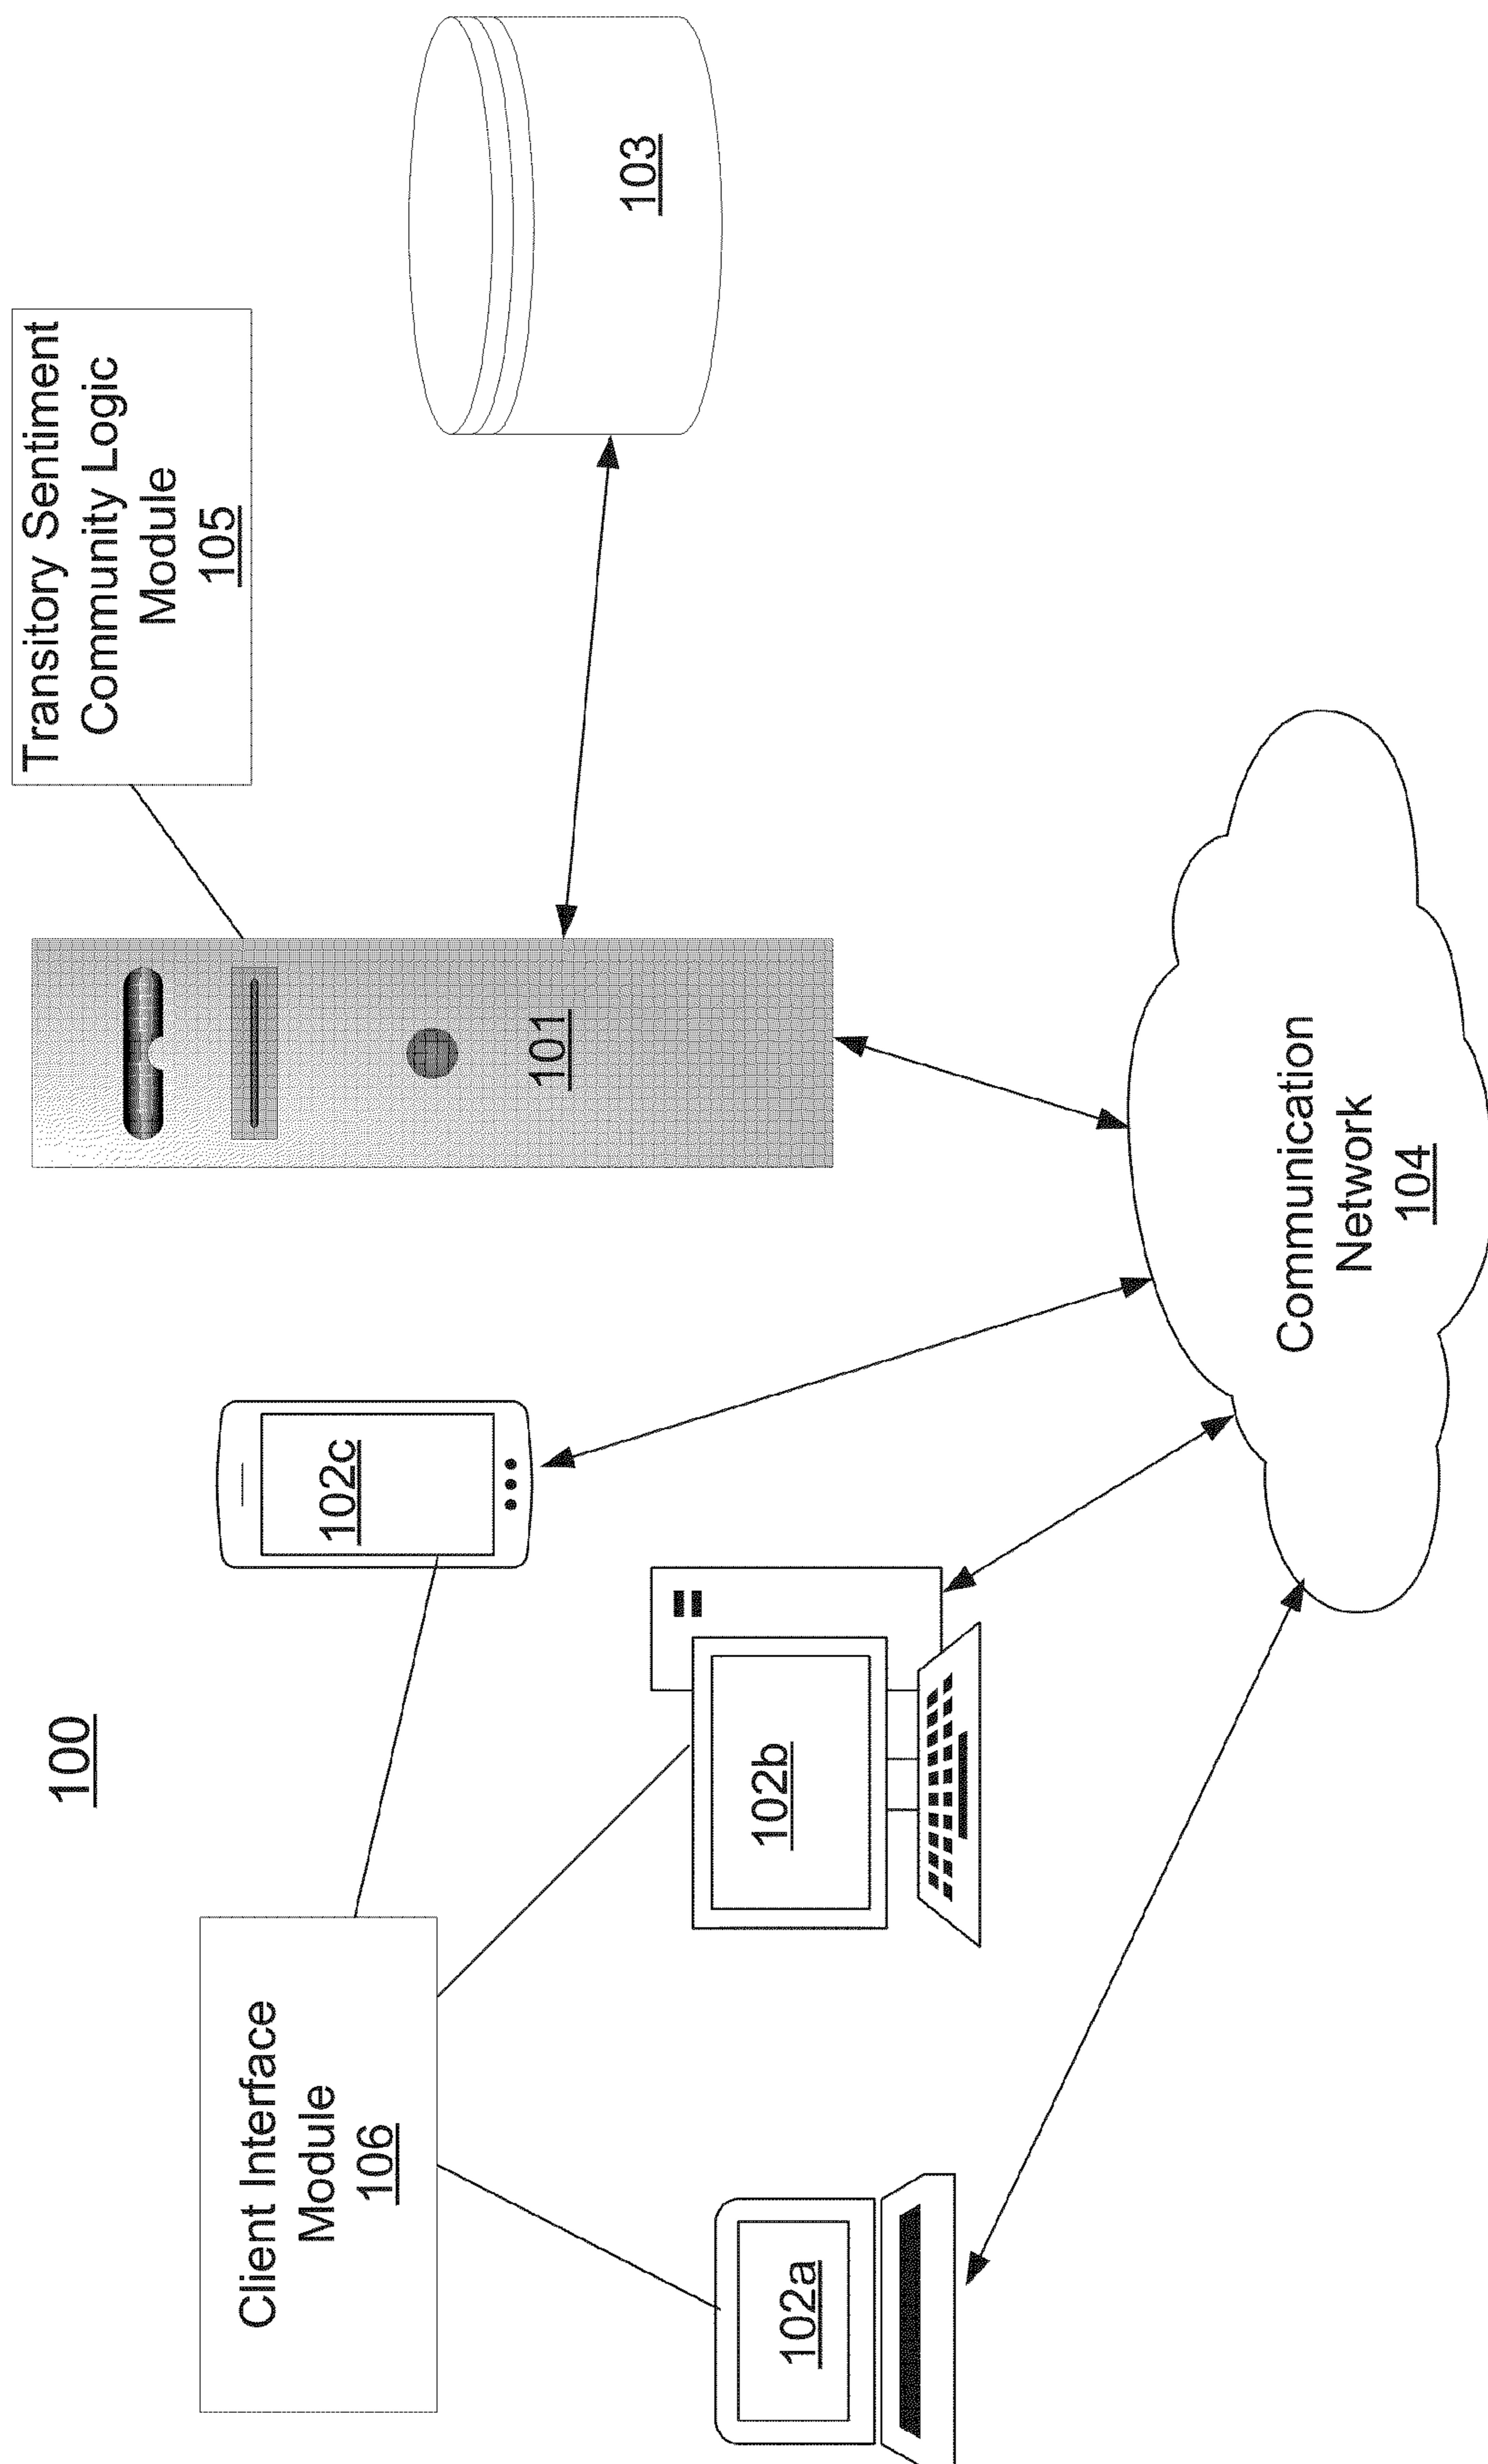 100
Client Interface
Module
106
102c
102b
102a
Transitory Sentiment
Community Logic
Module
105
101
103
Communication
Network
104